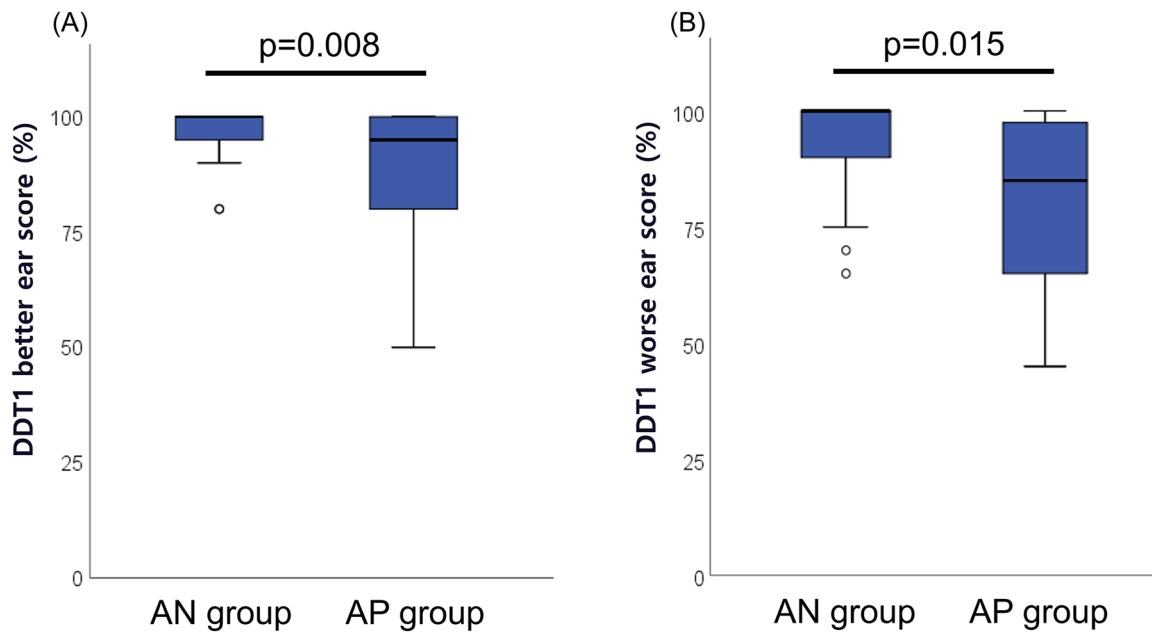 (A)
p=0.008
DDT1 better ear score (%)
100
75
50
25
0
AN group
AP group
(B)
p=0.015
DDT1 worse ear score (%)
100
75
50
25
0
AN group
AP group